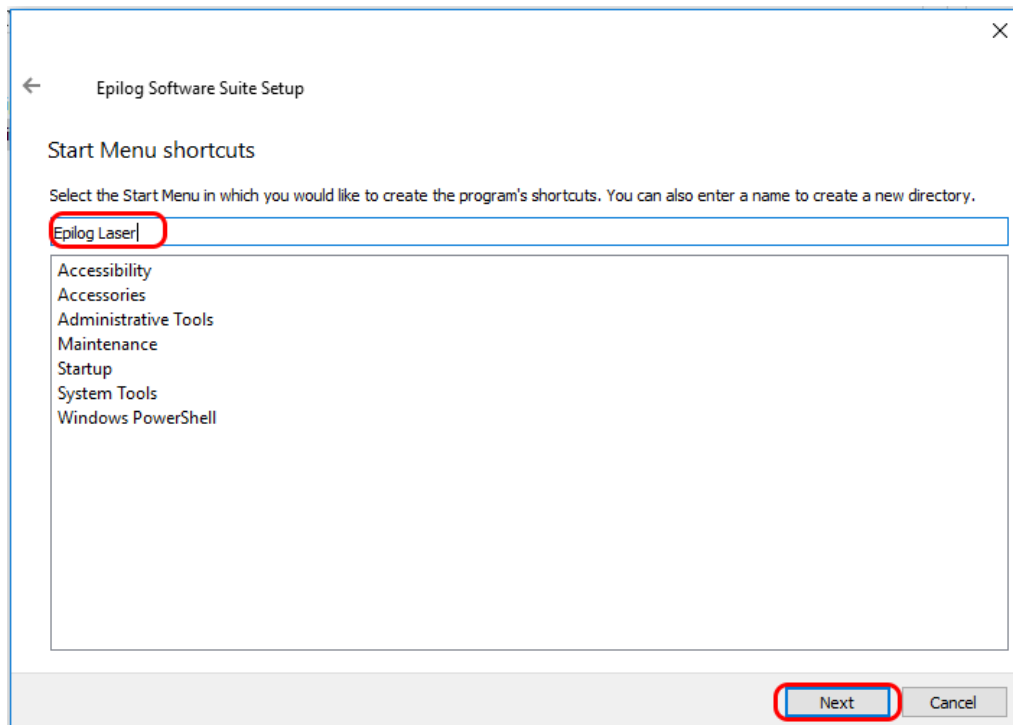 Epilog Software Suite Setup
Start Menu shortcuts
Select the Start Menu in which you would like to create the program's shortcuts. You can also enter a name to create a new directory.
Epilog Laser
Accessibility
Accessories
Administrative Tools
Maintenance
Startup
System Tools
Windows PowerShell
Next Cancel